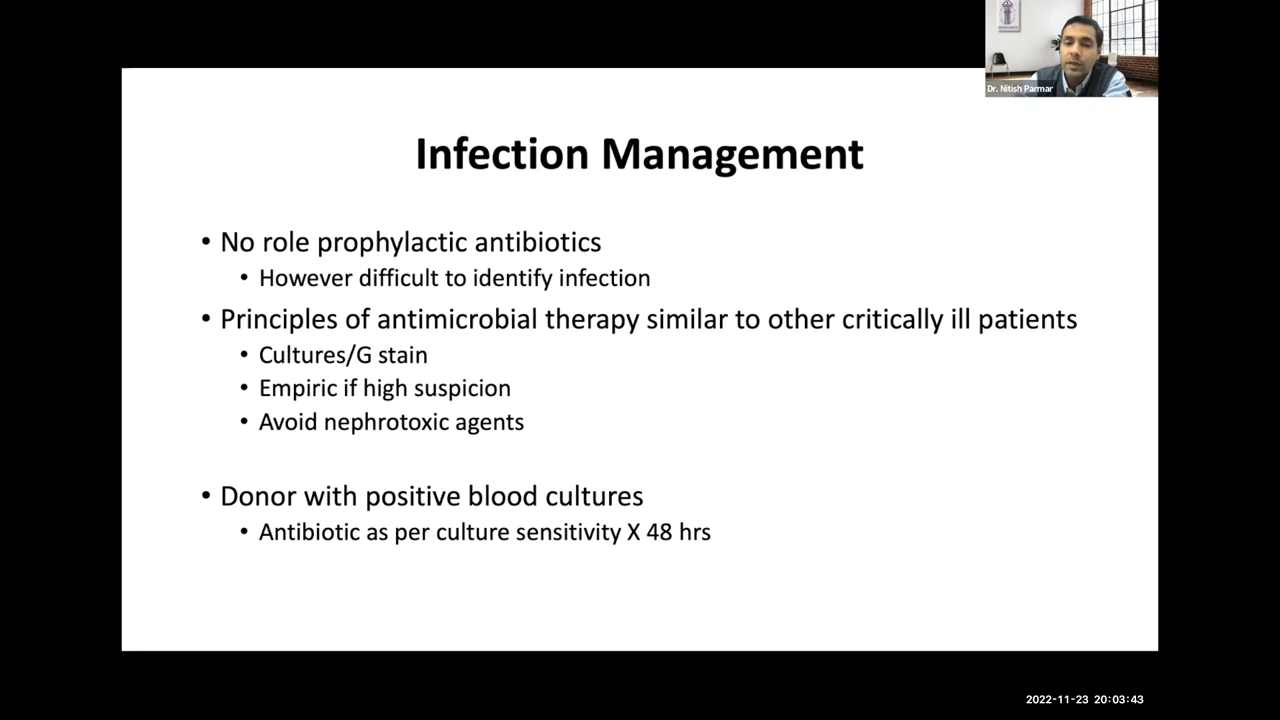 Dr. Nitish Parmar
Infection Management
• No role prophylactic antibiotics
• However difficult to identify infection
• Principles of antimicrobial therapy similar to other critically ill patients
• Cultures/G stain
• Empiric if high suspicion
• Avoid nephrotoxic agents
• Donor with positive blood cultures
• Antibiotic as per culture sensitivity X 48 hrs
2022-11-23 20:03:43